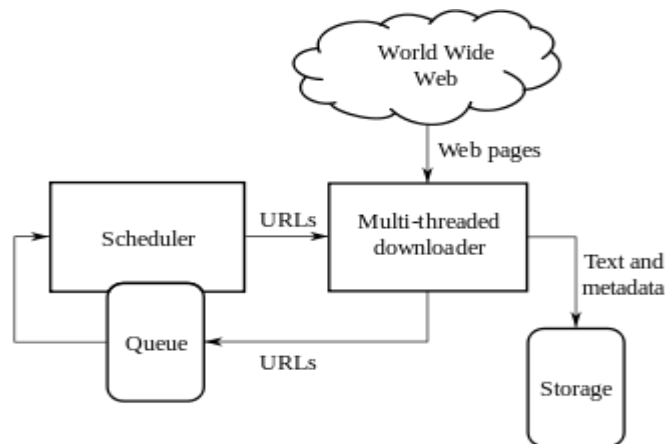 World Wide
Web
Web pages
Scheduler
URLs
Multi-threaded
downloader
Text and
metadata
Queue
URLs
Storage